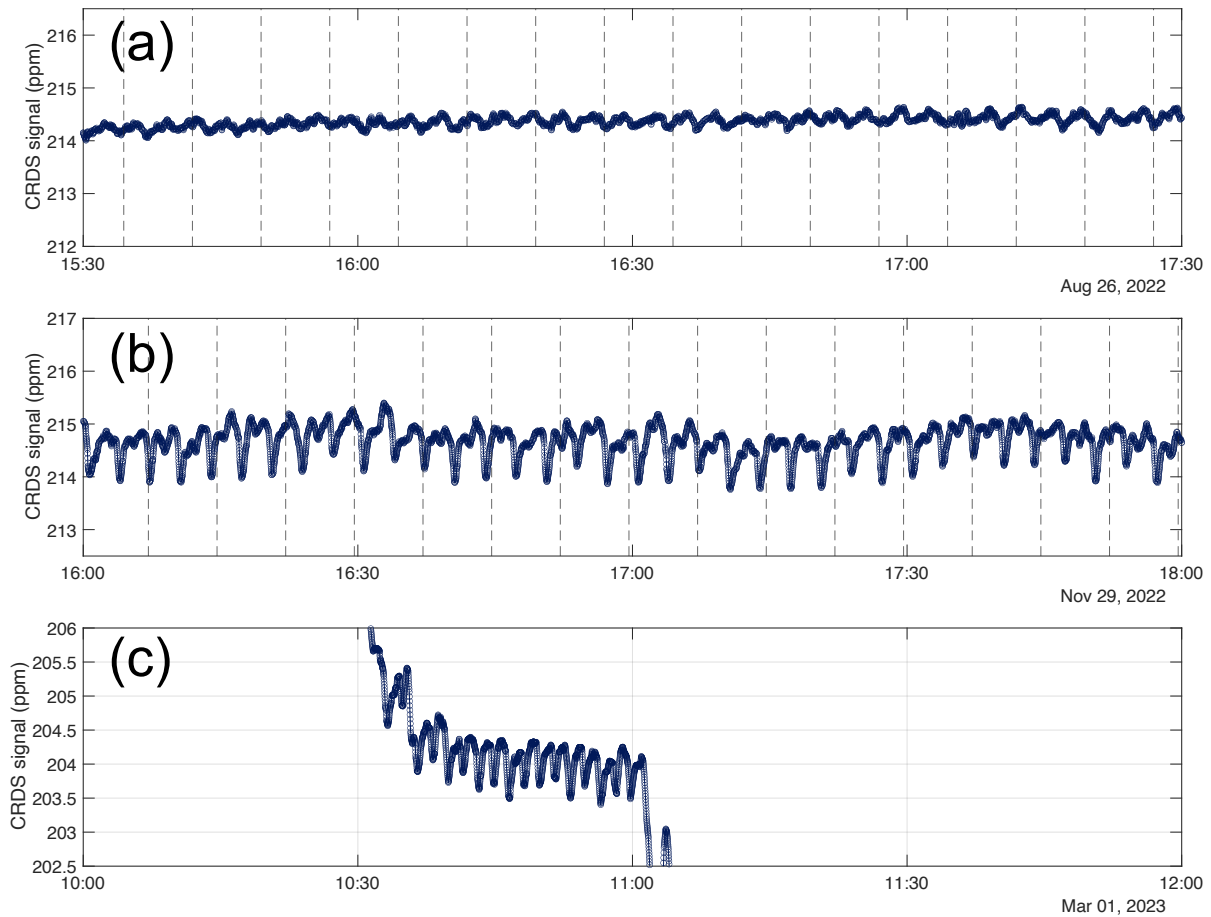 (a)
CRDS signal (ppm)
216
215
214
213
212
15:30 16:00 16:30 17:00 17:30
Aug 26, 2022
(b)
CRDS signal (ppm)
217
216
215
214
213
16:00 16:30 17:00 17:30 18:00
Nov 29, 2022
(c)
CRDS signal (ppm)
206
205.5
205
204.5
204
203.5
203
202.5
10:00 10:30 11:00 11:30 12:00
Mar 01, 2023